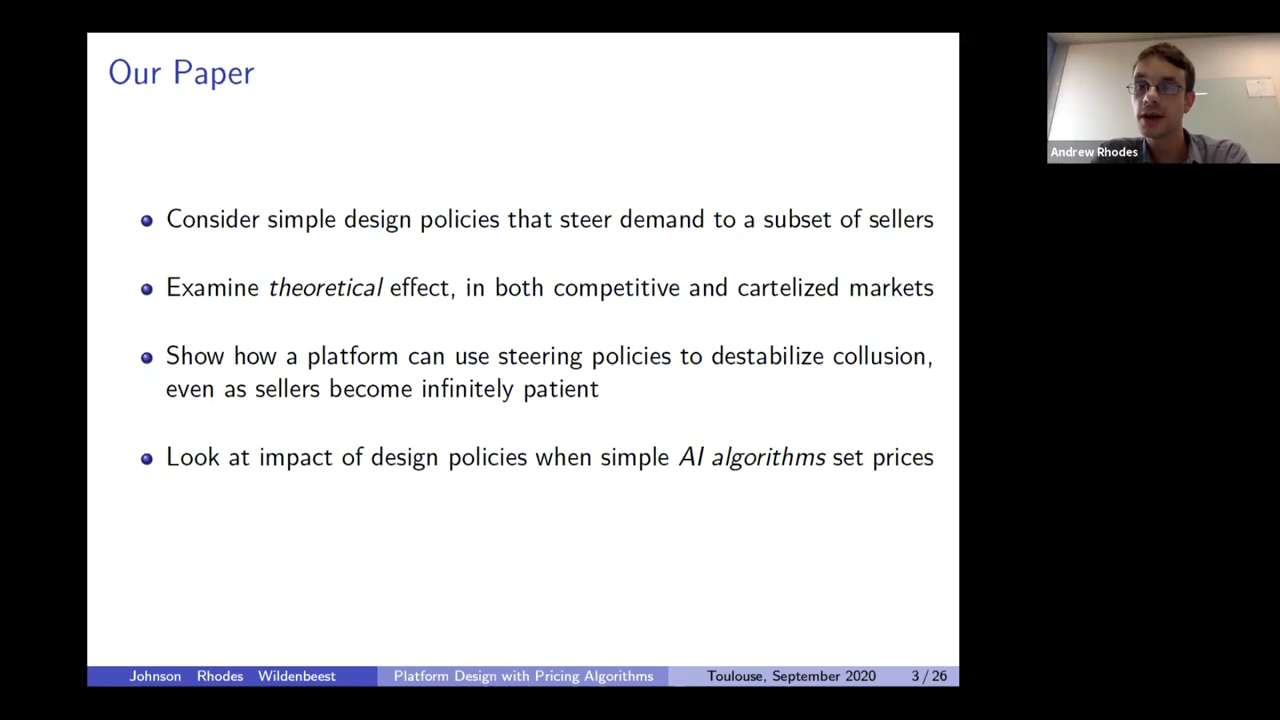 Our Paper
Andrew Rhodes
Consider simple design policies that steer demand to a subset of sellers
Examine theoretical effect, in both competitive and cartelized markets
Show how a platform can use steering policies to destabilize collusion,
even as sellers become infinitely patient
Look at impact of design policies when simple AI algorithms set prices
Johnson Rhodes Wildenbeest Platform Design with Pricing Algorithms Toulouse, September 2020 3 / 26